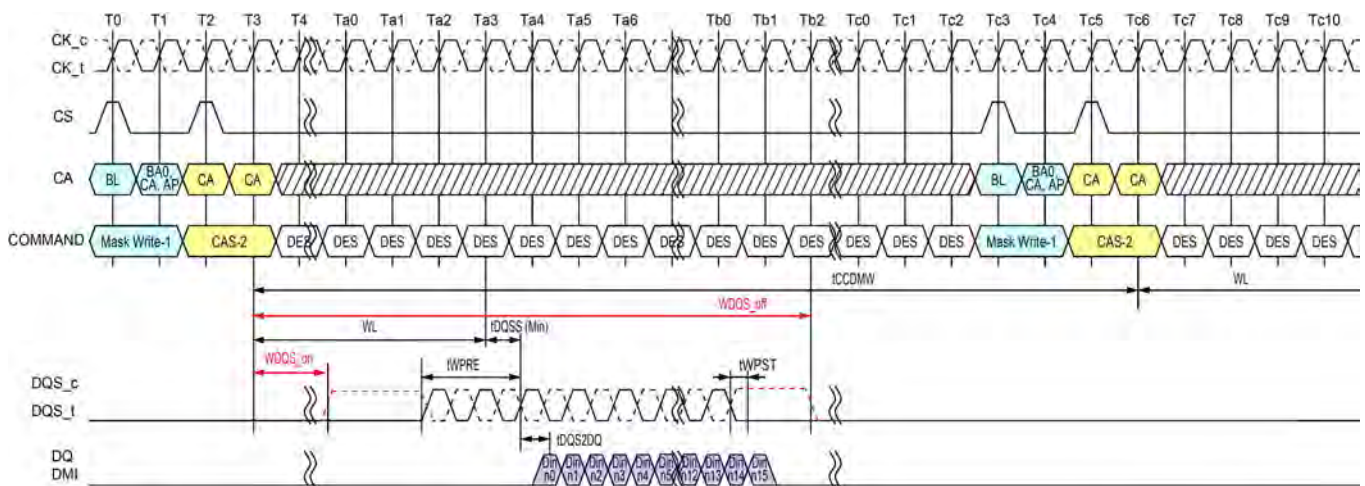 T0 T1 T2 T3 T4 Ta0 Ta1 Ta2 Ta3 Ta4 Ta5 Ta6 Tb0 Tb1 Tb2 Tc0 Tc1 Tc2 Tc3 Tc4 Tc5 Tc6 Tc7 Tc8 Tc9 Tc10
CK_c
CK_t
CS
CA BL BA0, CA, AP CA CA BL BA0, CA, AP CA CA
COMMAND Mask Write-1 CAS-2 DES DES DES DES DES DES DES DES DES DES DES DES DES DES DES Mask Write-1 CAS-2 DES DES DES DES
tCCDMW WL
WDQS_off
WL tDQSS (Min)
WDQS_on
tWPRE tWPST
DQS_c
DQS_t
tDQS2DQ
DQ Din Din Din Din Din Din Din Din Din Din
DMI n0 n1 n2 n3 n4 n5 n12 n13 n14 n15